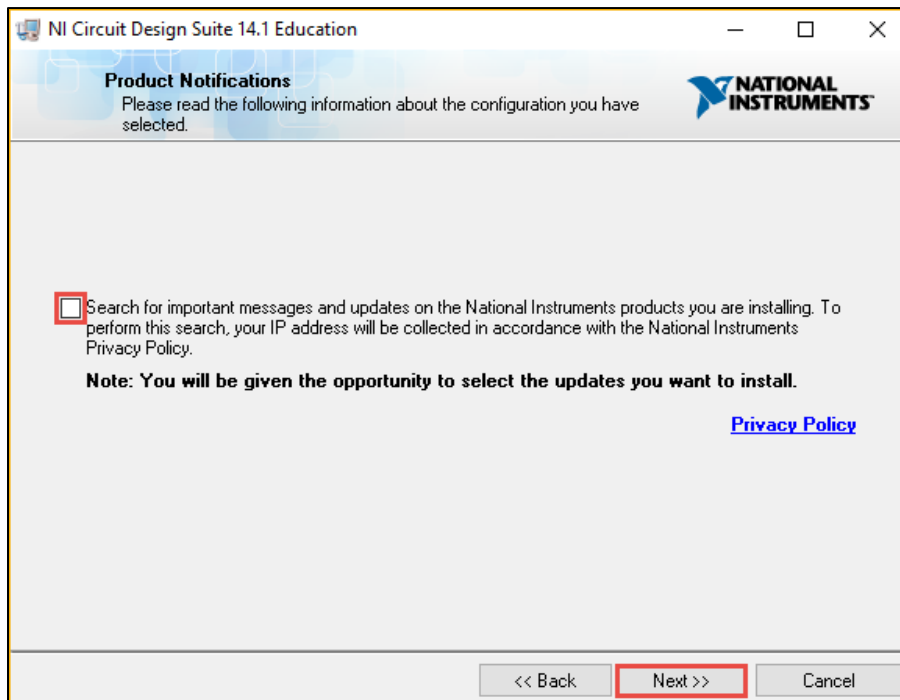 NI Circuit Design Suite 14.1 Education
Product Notifications
Please read the following information about the configuration you have
selected.
NATIONAL
INSTRUMENTS™
Search for important messages and updates on the National Instruments products you are installing. To
perform this search, your IP address will be collected in accordance with the National Instruments
Privacy Policy.
Note: You will be given the opportunity to select the updates you want to install.
Privacy Policy
<< Back
Next >>
Cancel